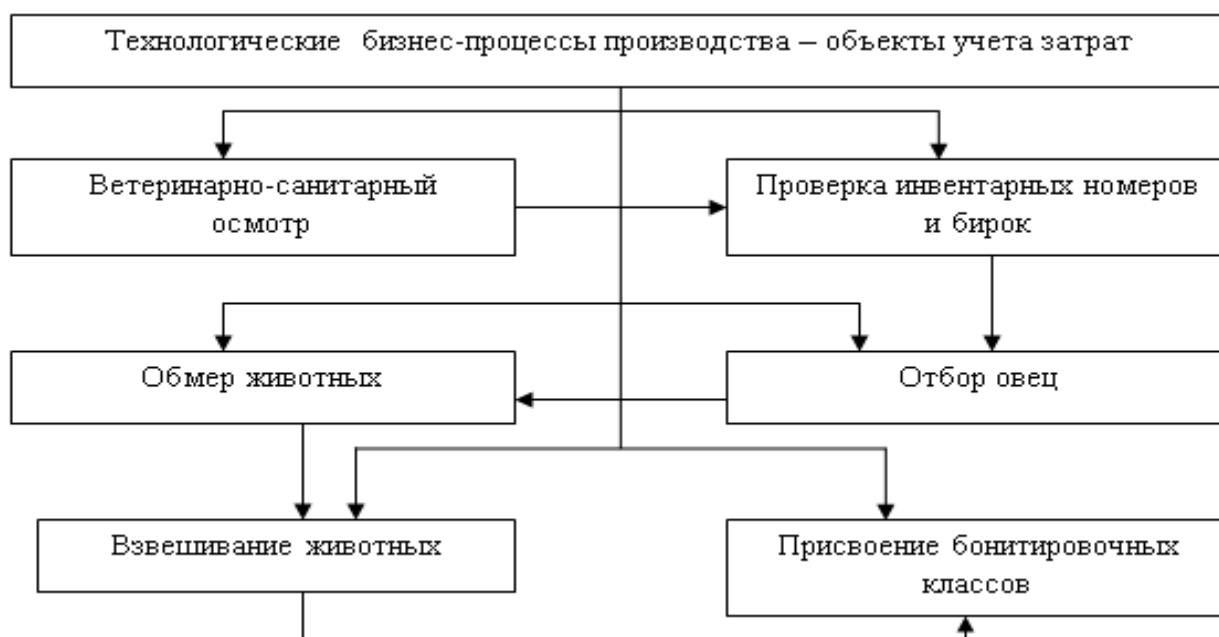 Технологические бизнес-процессы производства – объекты учета затрат
Ветеринарно-санитарный
осмотр
Проверка инвентарных номеров
и бирок
Обмер животных
Отбор овец
Взвешивание животных
Присвоение бонитировочных
классов